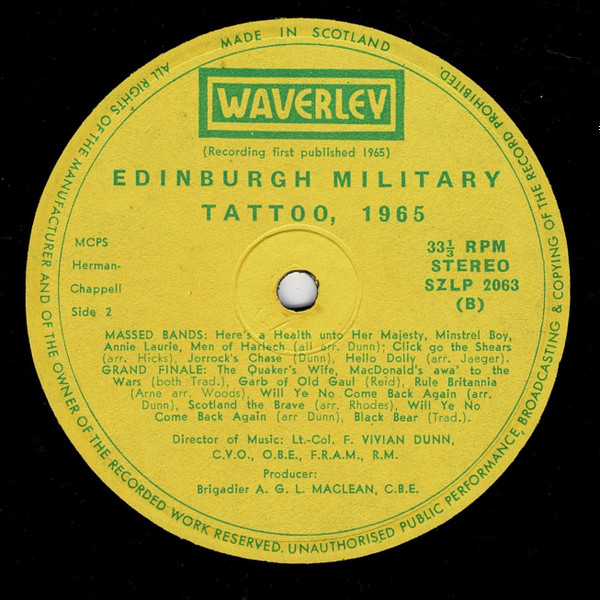 MADE IN SCOTLAND
WAVERLEY
(Recording first published 1965)
EDINBURGH MILITARY
TATTOO, 1965
MCPS
Herman-
Chappell
Side 2
33⅓ RPM
STEREO
SZLP 2063
(B)
MASSED BANDS: Here's a Health unto Her Majesty, Minstrel Boy,
Annie Laurie, Men of Harlech (all arr. Dunn); Click go the Shears
(arr. Hicks), Jorrock's Chase (Dunn), Hello Dolly (arr. Jaeger).
GRAND FINALE: The Quaker's Wife, MacDonald's awa' to the
Wars (both Trad.), Garb of Old Gaul (Reid), Rule Britannia
(Arne arr. Woods), Will Ye No Come Back Again (arr.
Dunn), Scotland the Brave (arr. Rhodes), Will Ye No
Come Back Again (arr Dunn), Black Bear (Trad.).
Director of Music: Lt.-Col. F. VIVIAN DUNN,
C.V.O., O.B.E., F.R.A.M., R.M.
Producer:
Brigadier A. G. L. MACLEAN, C.B.E.
ALL RIGHTS OF THE MANUFACTURER AND OF THE OWNER OF THE RECORDED WORK RESERVED. UNAUTHORISED PUBLIC PERFORMANCE, BROADCASTING & COPYING OF THE RECORD PROHIBITED.